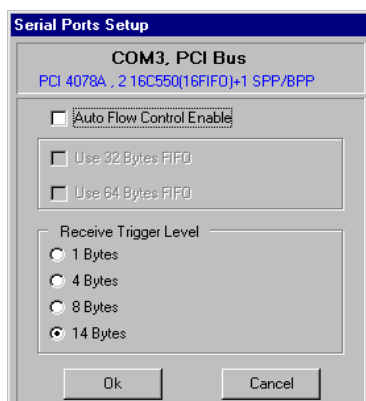 Serial Ports Setup
COM3, PCI Bus
PCI 4078A , 2 16C550(16FIFO)+1 SPP/BPP
Auto Flow Control Enable
Use 32 Bytes FIFO
Use 64 Bytes FIFO
Receive Trigger Level
1 Bytes
4 Bytes
8 Bytes
14 Bytes
Ok
Cancel